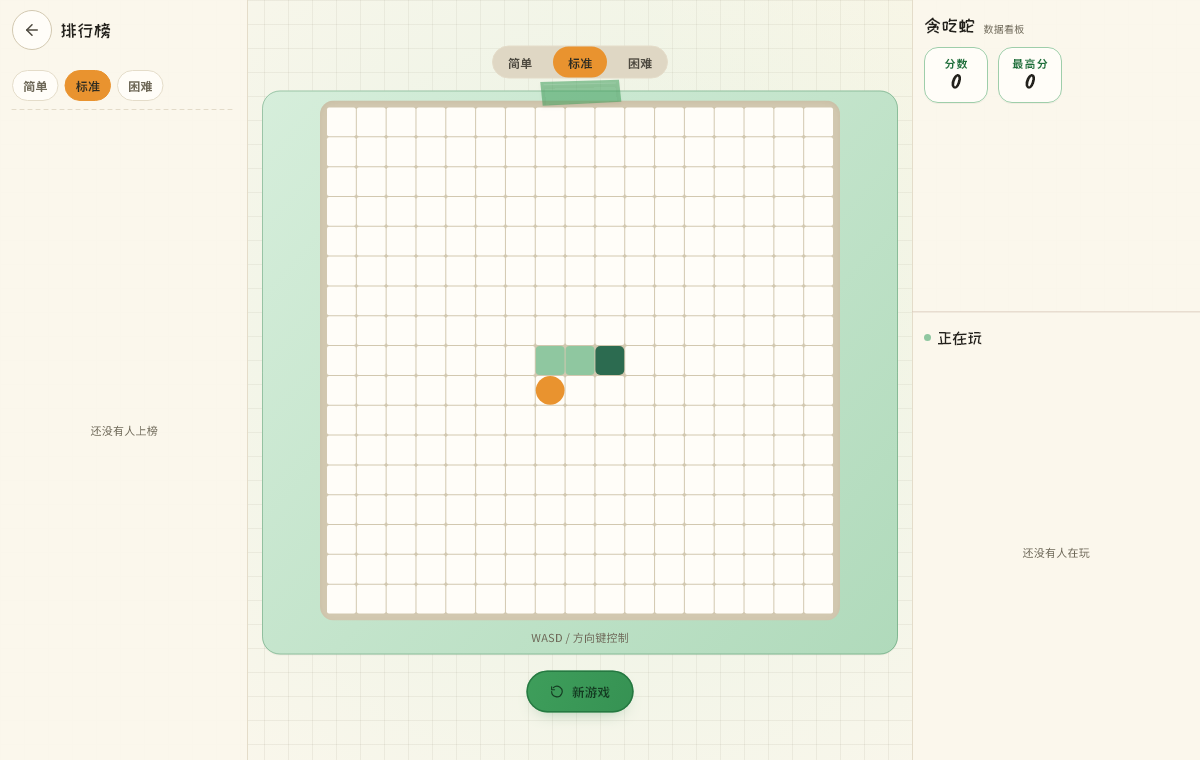 排行榜
简单 标准 困难
还没有人上榜
简单 标准 困难
WASD / 方向键控制
新游戏
贪吃蛇 数据看板
分数 最高分
0 0
正在玩
还没有人在玩